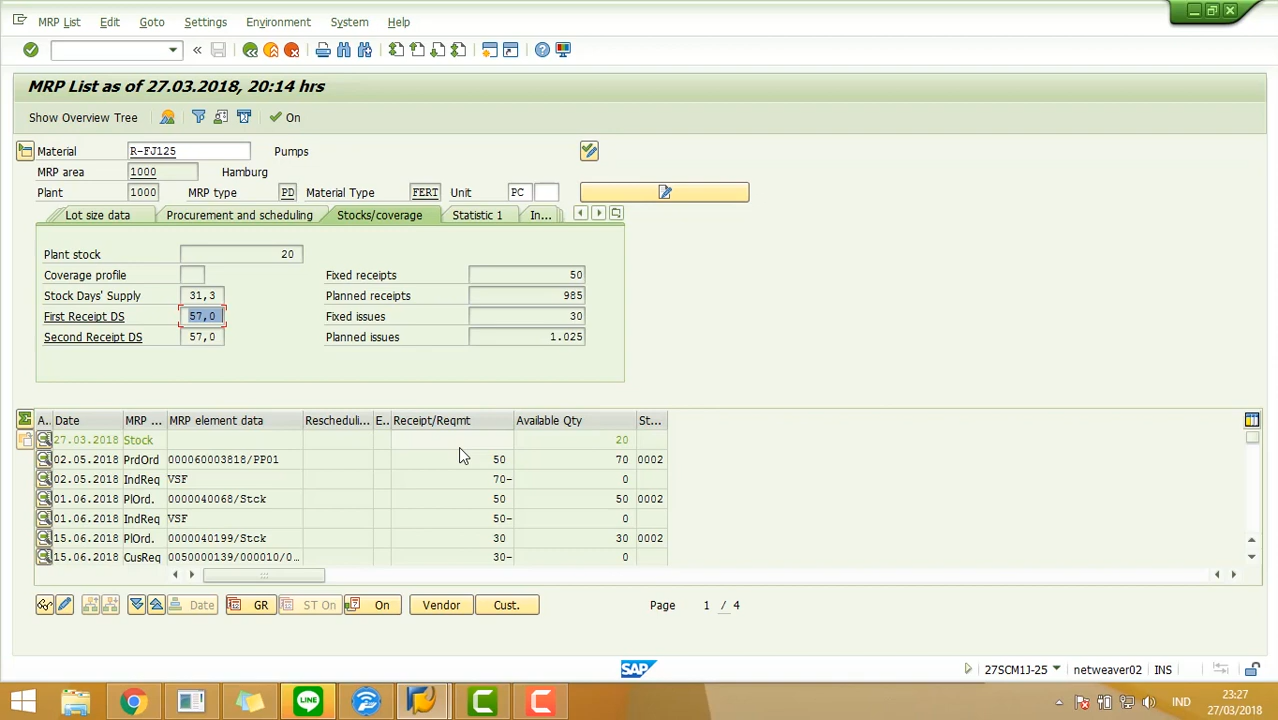 MRP List Edit Goto Settings Environment System Help
MRP List as of 27.03.2018, 20:14 hrs
Show Overview Tree On
Material R-FJ125 Pumps
MRP area 1000 Hamburg
Plant 1000 MRP type PD Material Type FERT Unit PC
Lot size data Procurement and scheduling Stocks/coverage Statistic 1 In...
Plant stock 20
Coverage profile Fixed receipts 50
Stock Days' Supply 31,3 Planned receipts 985
First Receipt DS 57,0 Fixed issues 30
Second Receipt DS 57,0 Planned issues 1.025
A.. Date MRP ... MRP element data Rescheduli... E.. Receipt/Reqmt Available Qty St...
27.03.2018 Stock 20
02.05.2018 PrdOrd 000060003818/PP01 50 70 0002
02.05.2018 IndReq VSF 70- 0
01.06.2018 PlOrd. 0000040068/Stck 50 50 0002
01.06.2018 IndReq VSF 50- 0
15.06.2018 PlOrd. 0000040199/Stck 30 30 0002
15.06.2018 CusReq 0050000139/000010/0... 30- 0
Date GR ST On On Vendor Cust. Page 1 / 4
SAP 27SCM1J-25 netweaver02 INS
LINE IND 23:27
27/03/2018